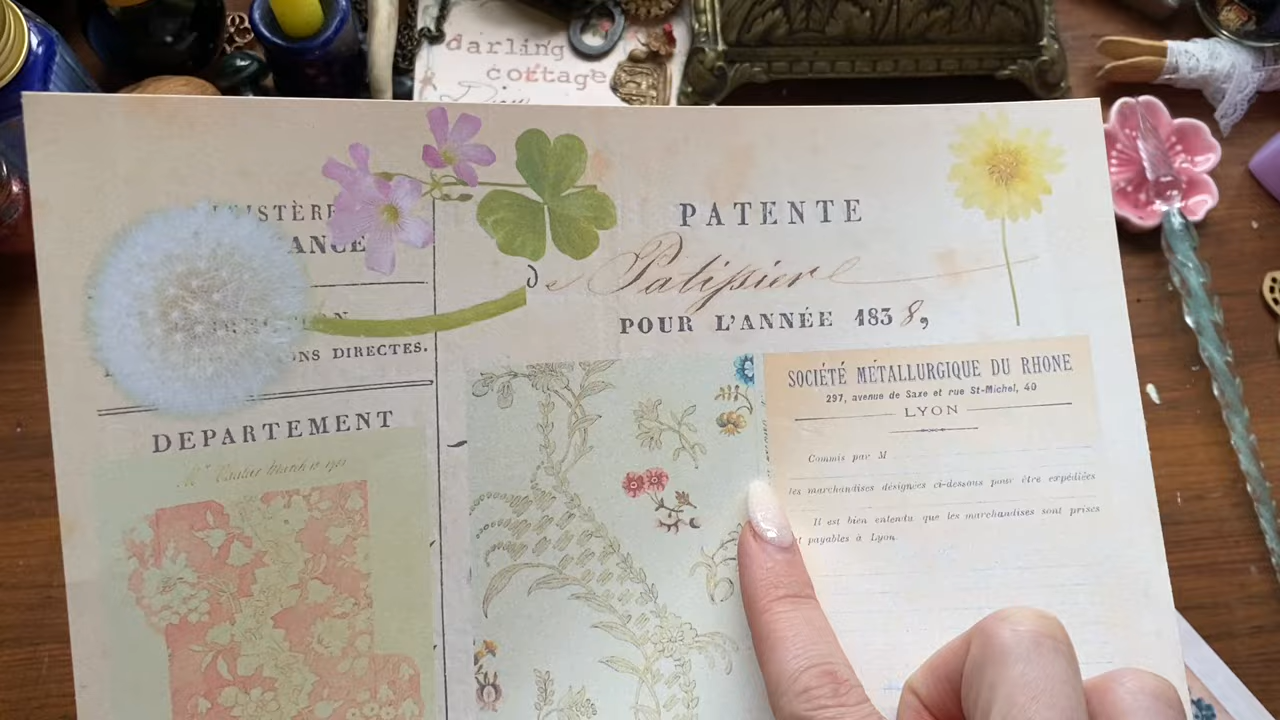 darling
cottage
PATENTE
de Patissier
POUR L'ANNÉE 1838,
ONS DIRECTES.
DEPARTEMENT
SOCIÉTÉ MÉTALLURGIQUE DU RHONE
297, avenue de Saxe et rue St-Michel, 40
LYON
Commis par M
les marchandises désignées ci-dessous pour être expédiées
Il est bien entendu que les marchandises sont prises
et payables à Lyon.